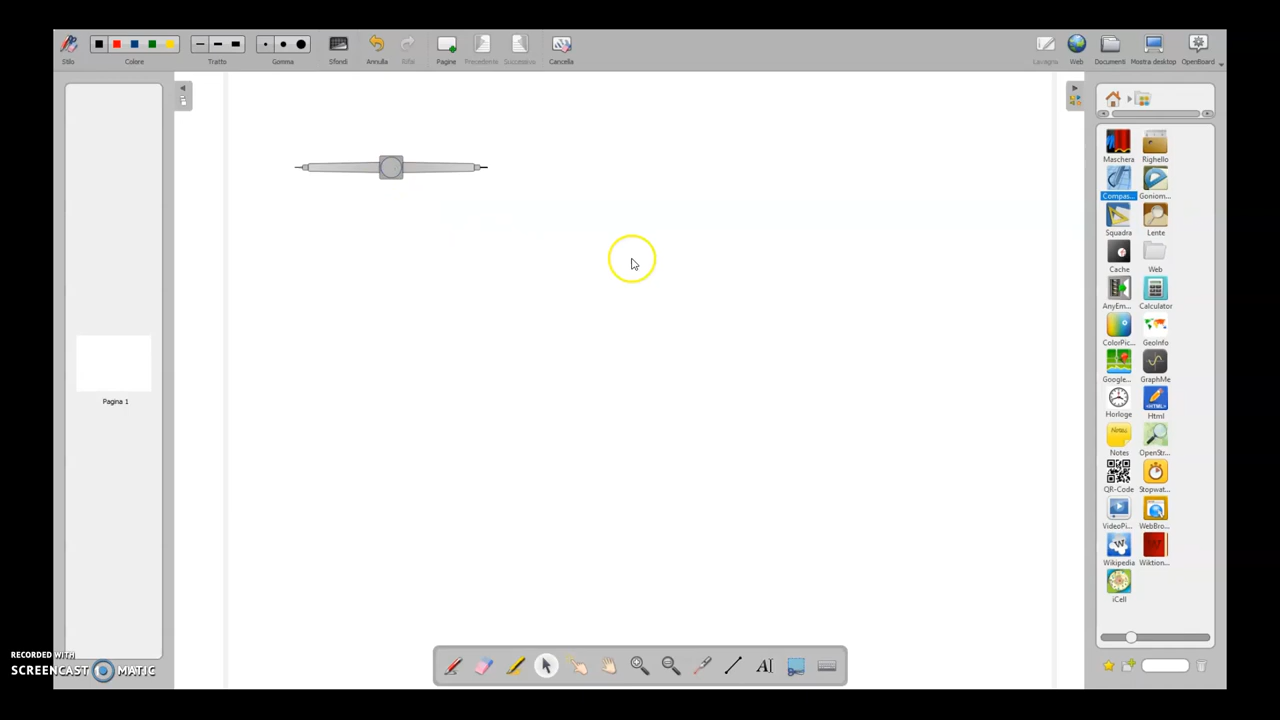 Stilo
Colore
Tratto
Gomma
Sfondi
Annulla
Rifai
Pagine
Precedente
Successivo
Cancella
Lavagna
Web
Documenti
Mostra desktop
OpenBoard
Pagina 1
Maschera
Righello
Compas...
Goniom...
Squadra
Lente
Cache
Web
AnyEm...
Calculator
ColorPic...
GeoInfo
Google...
GraphMe
Horloge
Html
Notes
OpenStr...
QR-Code
Stopwat...
VideoPi...
WebBro...
Wikipedia
Wiktion...
iCell
RECORDED WITH
SCREENCAST MATIC